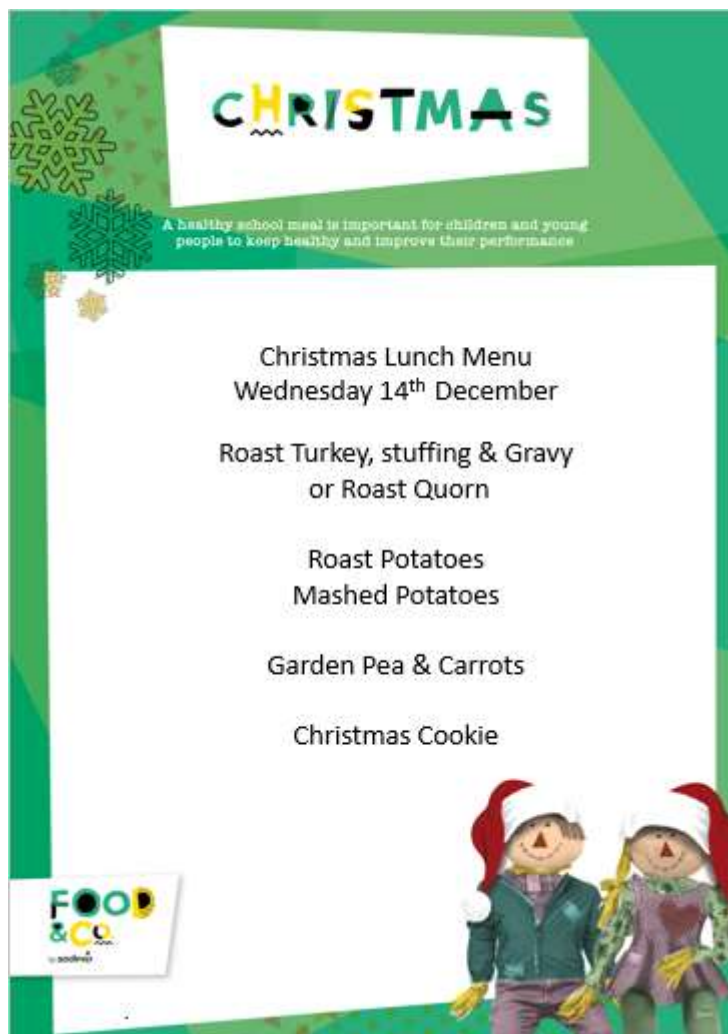 CHRISTMAS
A healthy school meal is important for children and young
people to keep healthy and improve their performance
Christmas Lunch Menu
Wednesday 14th December
Roast Turkey, stuffing & Gravy
or Roast Quorn
Roast Potatoes
Mashed Potatoes
Garden Pea & Carrots
Christmas Cookie
FOOD
&CO.
by sodexo